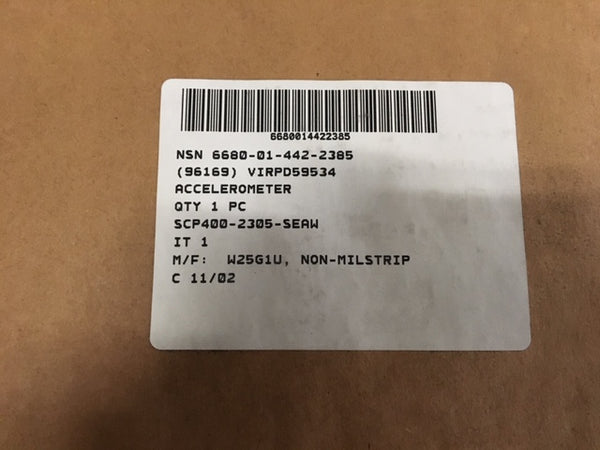 6680014422385
NSN 6680-01-442-2385
(96169) VIRPD59534
ACCELEROMETER
QTY 1 PC
SCP400-2305-SEAW
IT 1
M/F: W25G1U, NON-MILSTRIP
C 11/02